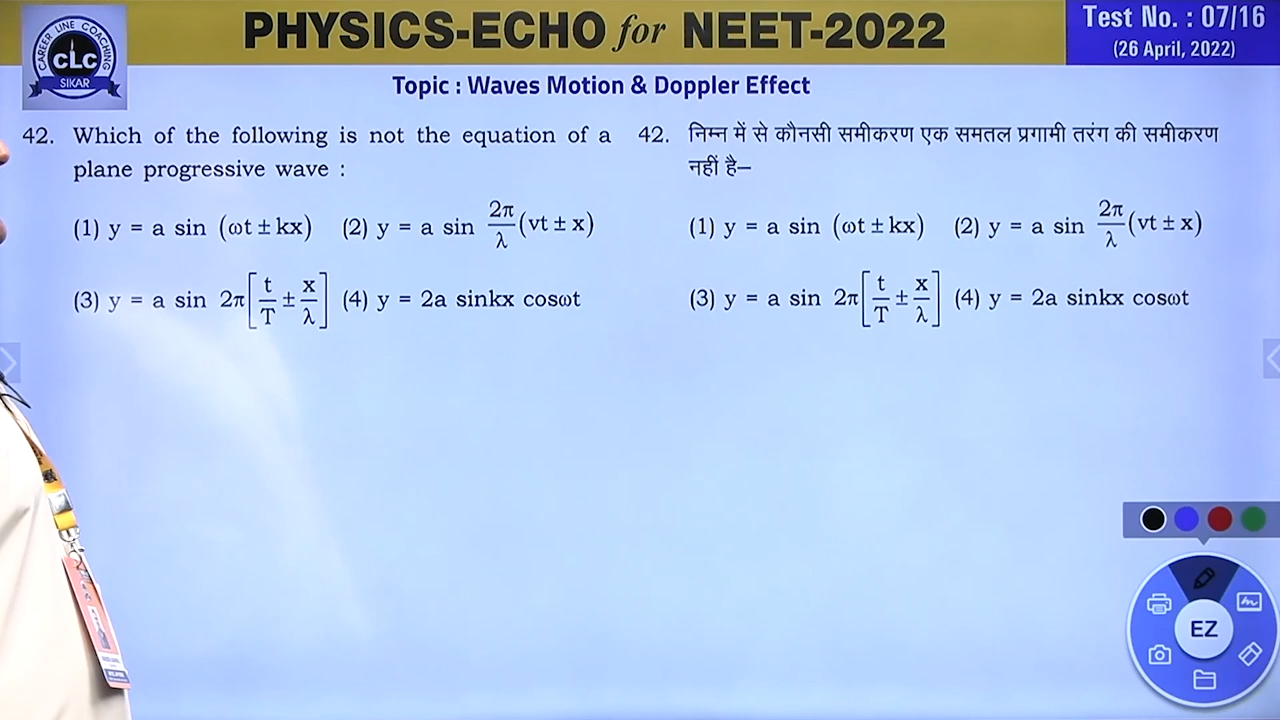 CAREER LINE COACHING
CLC
SIKAR
PHYSICS-ECHO for NEET-2022
Test No. : 07/16
(26 April, 2022)
Topic : Waves Motion & Doppler Effect
42. Which of the following is not the equation of a
plane progressive wave :
(1) y = a sin (ωt ± kx) (2) y = a sin 2π/λ (vt ± x)
(3) y = a sin 2π[t/T ± x/λ] (4) y = 2a sinkx cosωt
42. निम्न में से कौनसी समीकरण एक समतल प्रगामी तरंग की समीकरण
नहीं है–
(1) y = a sin (ωt ± kx) (2) y = a sin 2π/λ (vt ± x)
(3) y = a sin 2π[t/T ± x/λ] (4) y = 2a sinkx cosωt
EZ